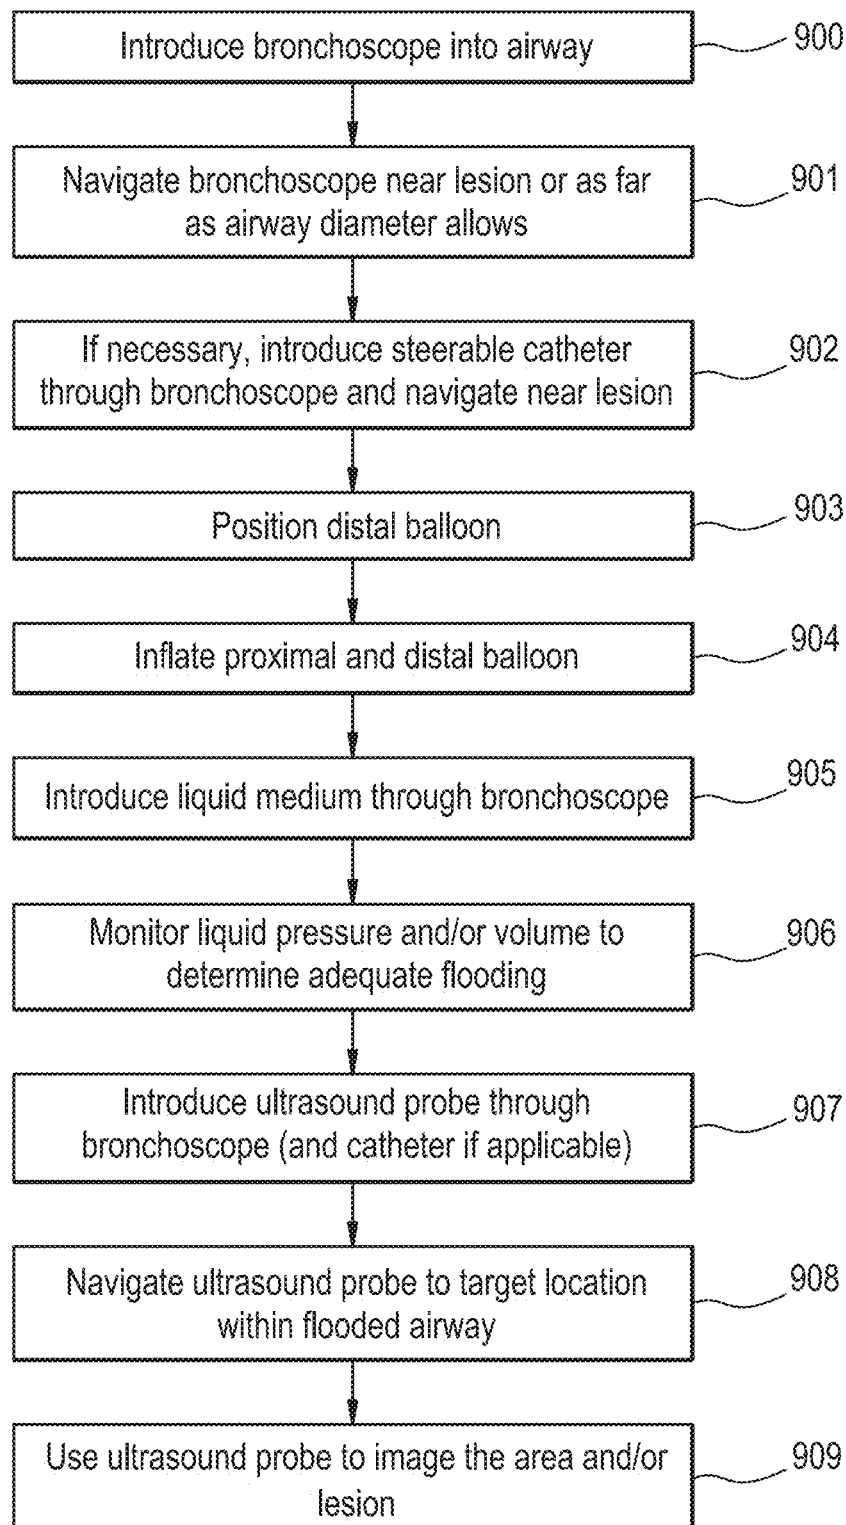 Introduce bronchoscope into airway
900
Navigate bronchoscope near lesion or as far
as airway diameter allows
901
If necessary, introduce steerable catheter
through bronchoscope and navigate near lesion
902
Position distal balloon
903
Inflate proximal and distal balloon
904
Introduce liquid medium through bronchoscope
905
Monitor liquid pressure and/or volume to
determine adequate flooding
906
Introduce ultrasound probe through
bronchoscope (and catheter if applicable)
907
Navigate ultrasound probe to target location
within flooded airway
908
Use ultrasound probe to image the area and/or
lesion
909